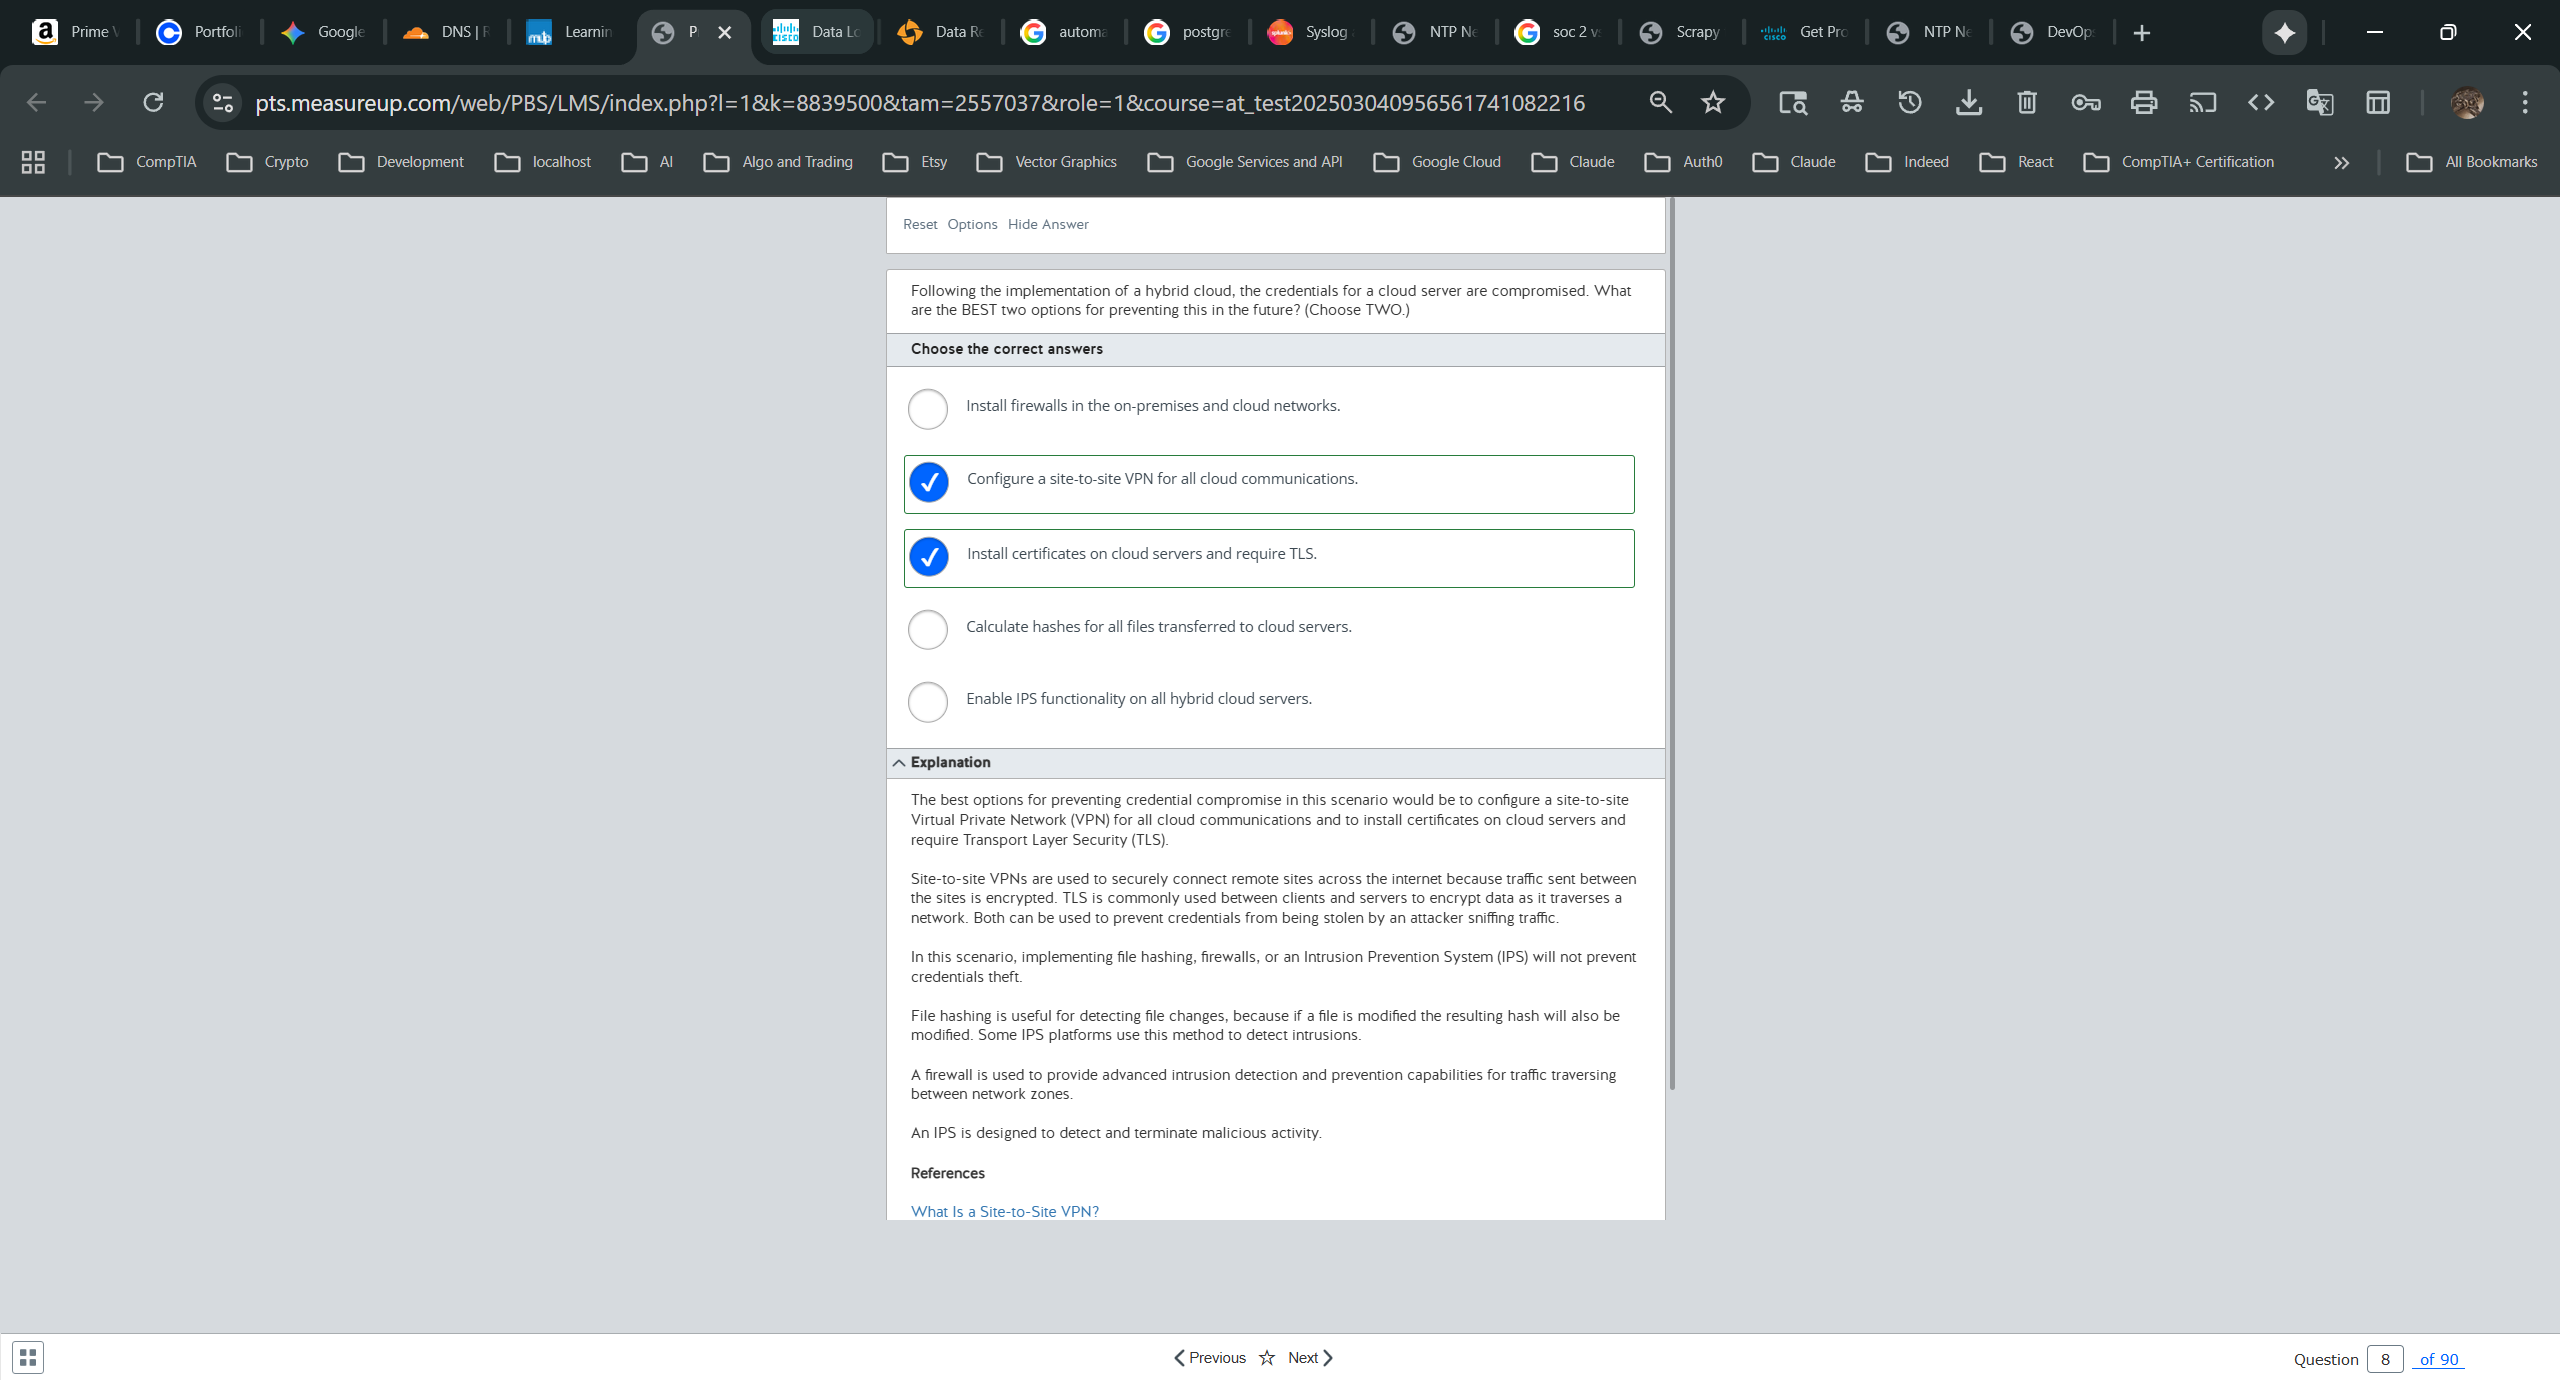 Prime V
Portfoli
Google
DNS | R
Learnin
P
Data Lo
Data Re
automa
postgre
Syslog
NTP Ne
soc 2 vs
Scrapy
Get Pro
NTP Ne
DevOps
pts.measureup.com/web/PBS/LMS/index.php?l=1&k=8839500&tam=2557037&role=1&course=at_test202503040956561741082216
CompTIA
Crypto
Development
localhost
AI
Algo and Trading
Etsy
Vector Graphics
Google Services and API
Google Cloud
Claude
Auth0
Claude
Indeed
React
CompTIA+ Certification
All Bookmarks
Reset Options Hide Answer
Following the implementation of a hybrid cloud, the credentials for a cloud server are compromised. What
are the BEST two options for preventing this in the future? (Choose TWO.)
Choose the correct answers
Install firewalls in the on-premises and cloud networks.
Configure a site-to-site VPN for all cloud communications.
Install certificates on cloud servers and require TLS.
Calculate hashes for all files transferred to cloud servers.
Enable IPS functionality on all hybrid cloud servers.
Explanation
The best options for preventing credential compromise in this scenario would be to configure a site-to-site
Virtual Private Network (VPN) for all cloud communications and to install certificates on cloud servers and
require Transport Layer Security (TLS).
Site-to-site VPNs are used to securely connect remote sites across the internet because traffic sent between
the sites is encrypted. TLS is commonly used between clients and servers to encrypt data as it traverses a
network. Both can be used to prevent credentials from being stolen by an attacker sniffing traffic.
In this scenario, implementing file hashing, firewalls, or an Intrusion Prevention System (IPS) will not prevent
credentials theft.
File hashing is useful for detecting file changes, because if a file is modified the resulting hash will also be
modified. Some IPS platforms use this method to detect intrusions.
A firewall is used to provide advanced intrusion detection and prevention capabilities for traffic traversing
between network zones.
An IPS is designed to detect and terminate malicious activity.
References
What Is a Site-to-Site VPN?
Previous Next
Question 8 of 90